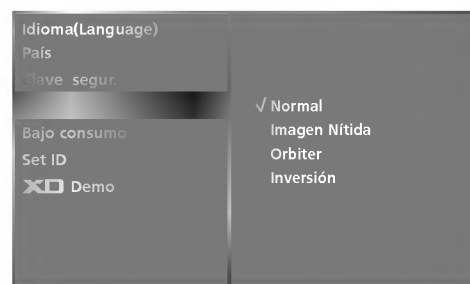 Idioma(Language)
País
Clave segur.
Bajo consumo
Set ID
XD Demo
√ Normal
Imagen Nítida
Orbiter
Inversión